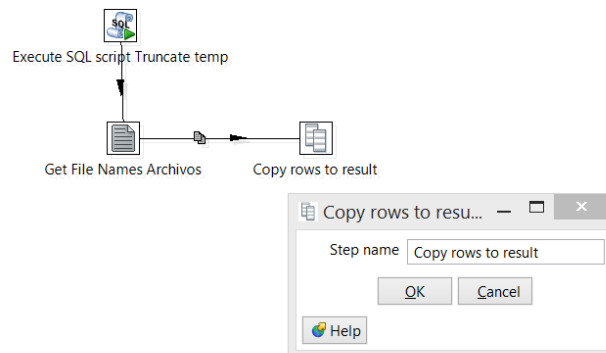 SQL
Execute SQL script Truncate temp
Get File Names Archivos
Copy rows to result
Copy rows to resu...
Step name
Copy rows to result
OK
Cancel
Help